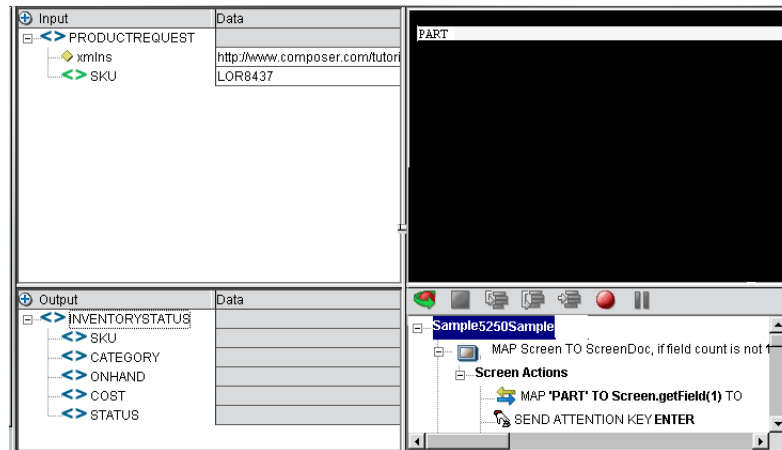 Input Data
PRODUCTREQUEST
xmlns http://www.composer.com/tutori
SKU LOR8437
PART
Output Data
INVENTORYSTATUS
SKU
CATEGORY
ONHAND
COST
STATUS
Sample5250Sample
MAP Screen TO ScreenDoc, if field count is not
Screen Actions
MAP 'PART' TO Screen.getField(1) TO
SEND ATTENTION KEY ENTER